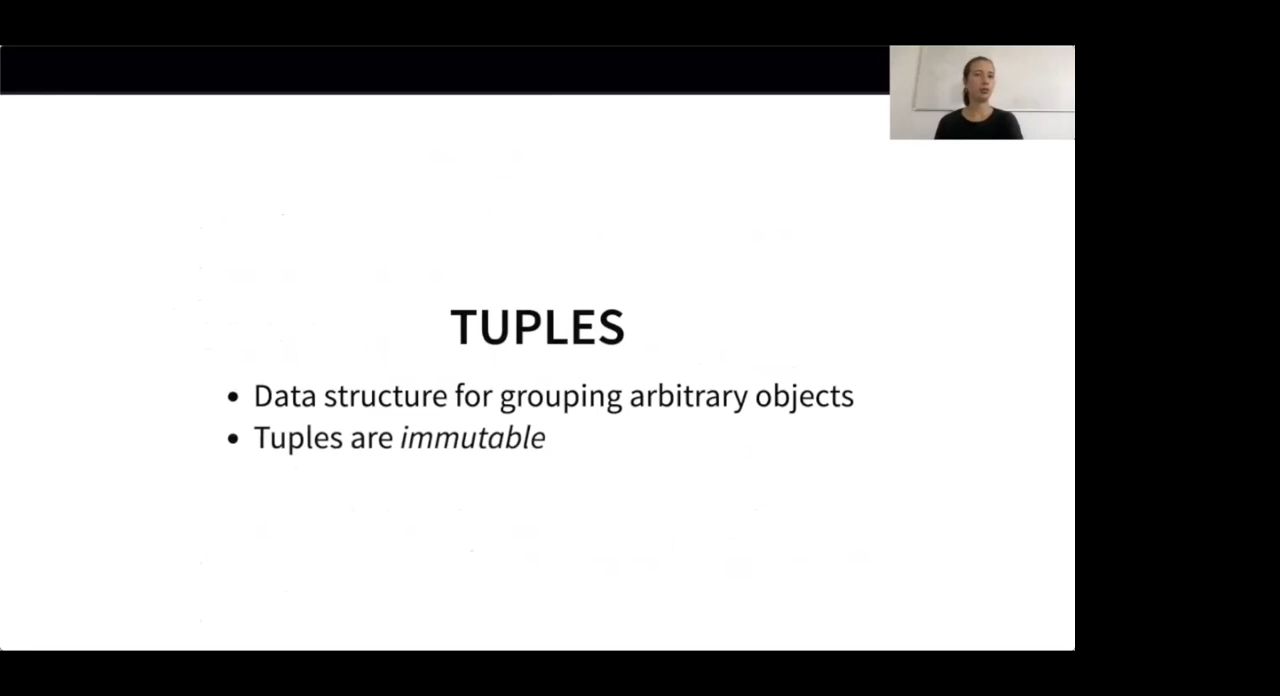 TUPLES
• Data structure for grouping arbitrary objects
• Tuples are immutable